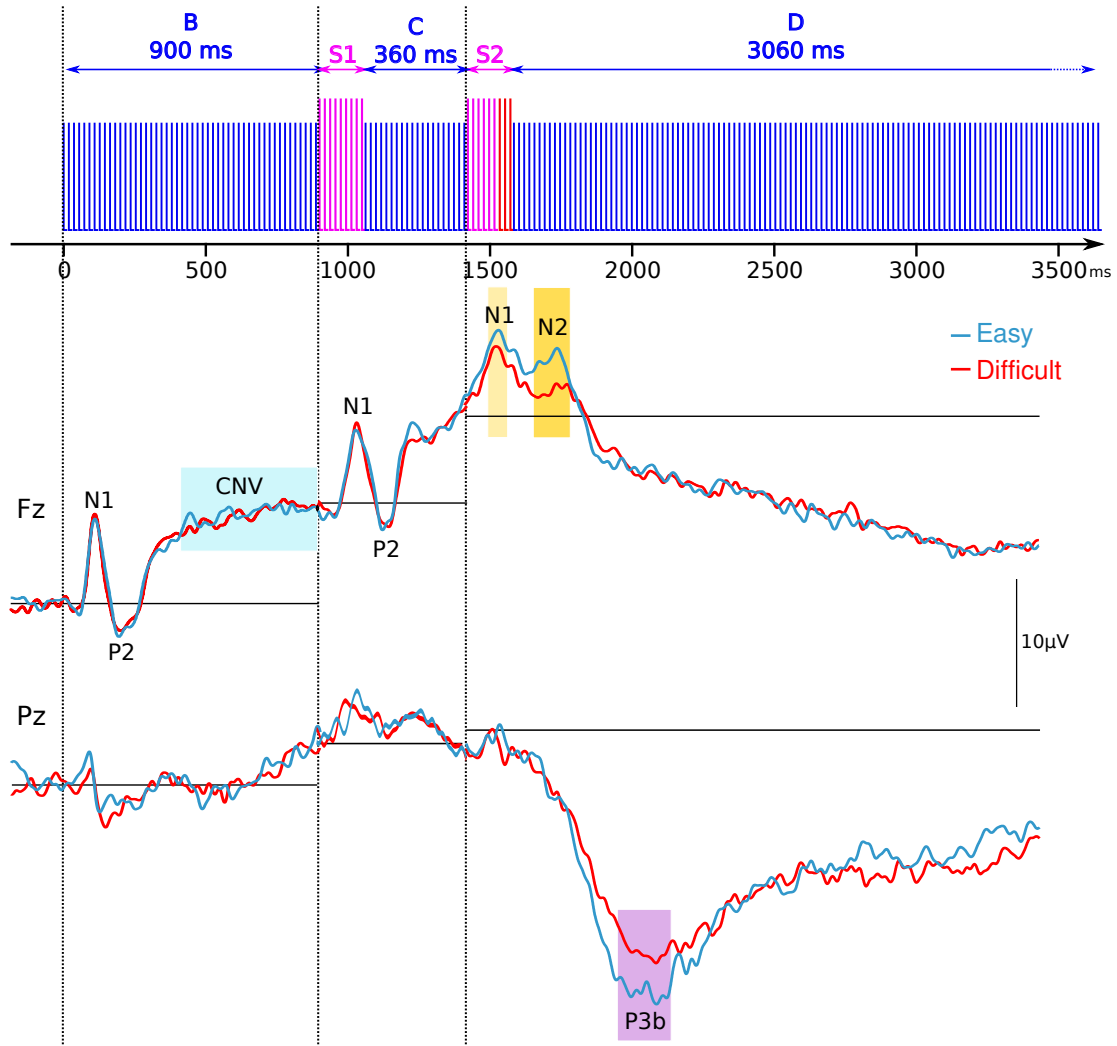 B
900 ms
S1
C
360 ms
S2
D
3060 ms
0
500
1000
1500
2000
2500
3000
3500
ms
N1
N2
Easy
Difficult
N1
CNV
N1
Fz
P2
P2
10µV
Pz
P3b